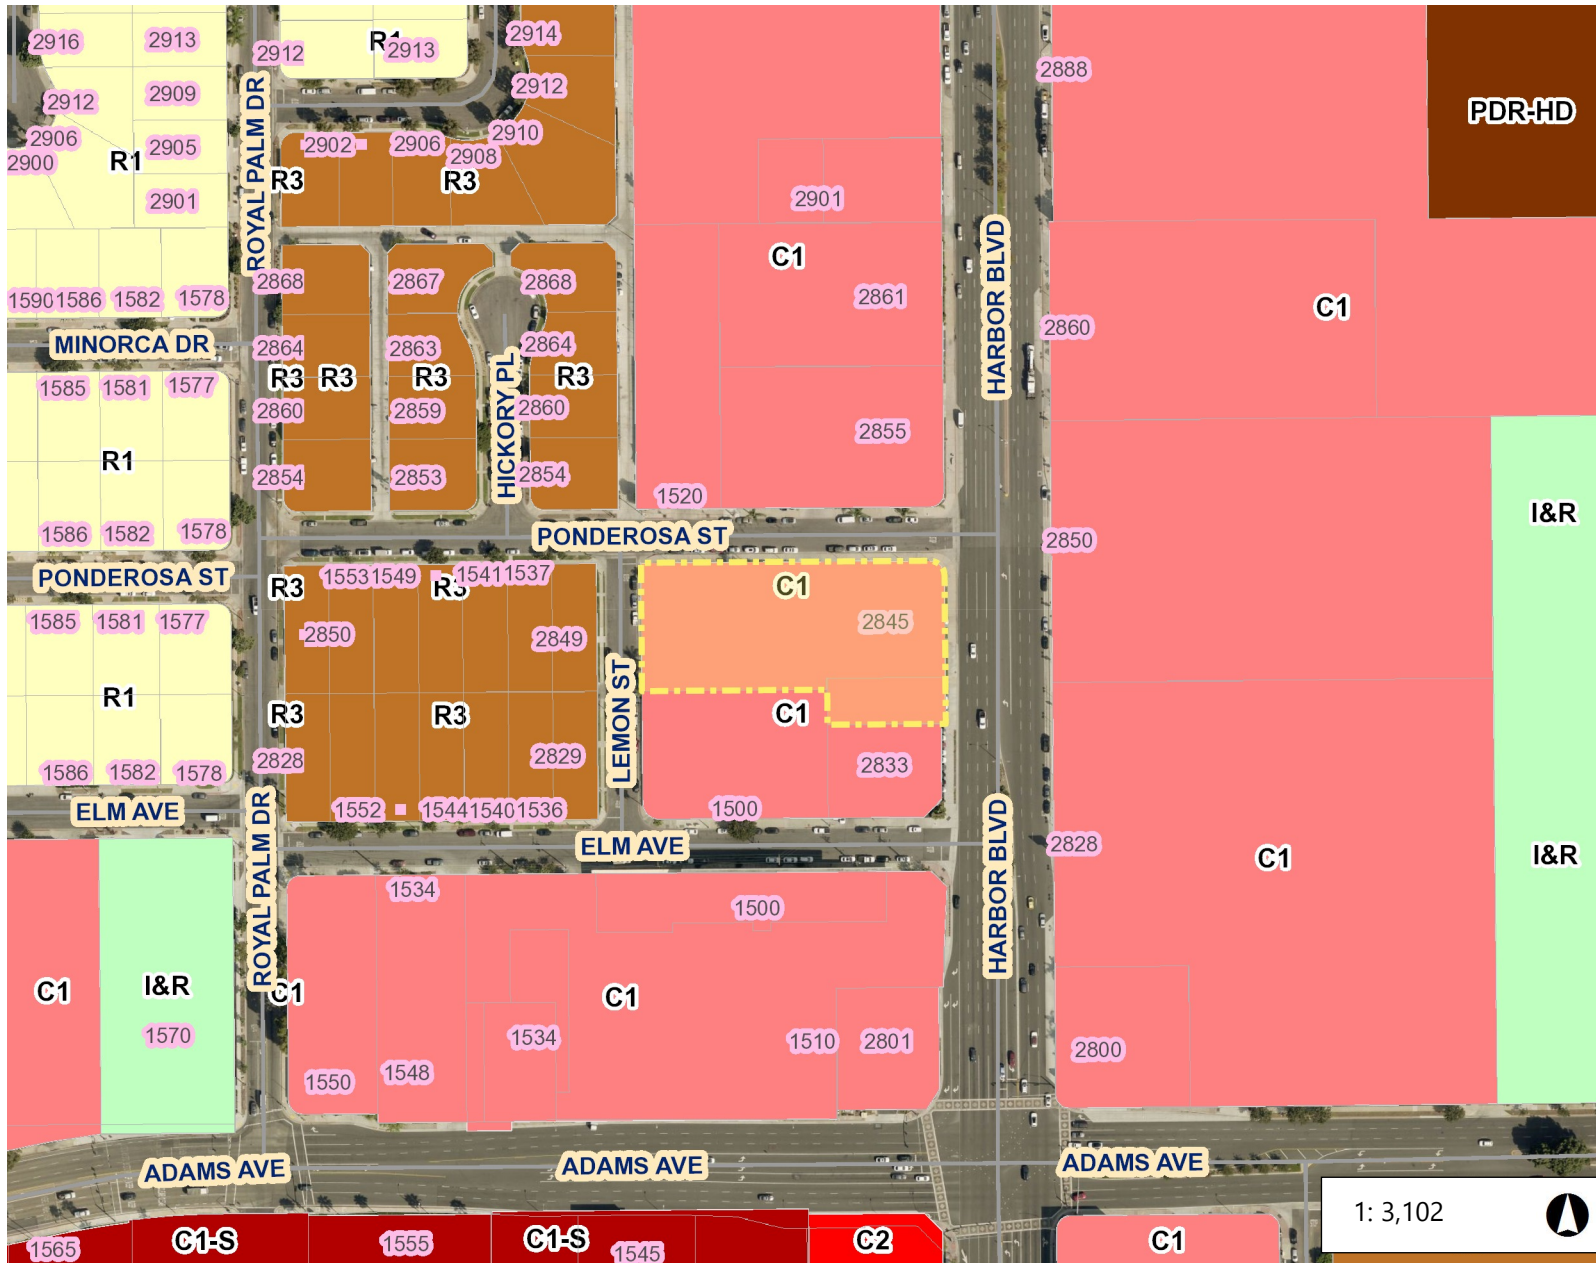 2916
2913
2912
R1
2913
2914
2888
2912
2909
2912
PDR-HD
2906
2905
2902
2906
2910
2900
R1
2908
R3
R3
2901
2901
ROYAL PALM DR
C1
HARBOR BLVD
1590
1586
1582
1578
2868
2867
2868
2861
C1
MINORCA DR
2864
2863
2864
2860
R3
R3
R3
R3
HICKORY PL
1585
1581
1577
2860
2859
2860
2855
R1
2854
2853
2854
1520
I&R
1586
1582
1578
PONDEROSA ST
2850
PONDEROSA ST
R3
1553
1549
R3
1541
1537
C1
1585
1581
1577
2850
2849
2845
R1
R3
R3
LEMON ST
C1
1586
1582
1578
2828
2829
2833
ELM AVE
1552
1544
1540
1536
1500
ELM AVE
2828
C1
I&R
ROYAL PALM DR
HARBOR BLVD
1534
1500
C1
I&R
C1
C1
1570
1534
1510
2801
2800
1550
1548
ADAMS AVE
ADAMS AVE
ADAMS AVE
1: 3,102
1565
C1-S
1555
C1-S
1545
C2
C1